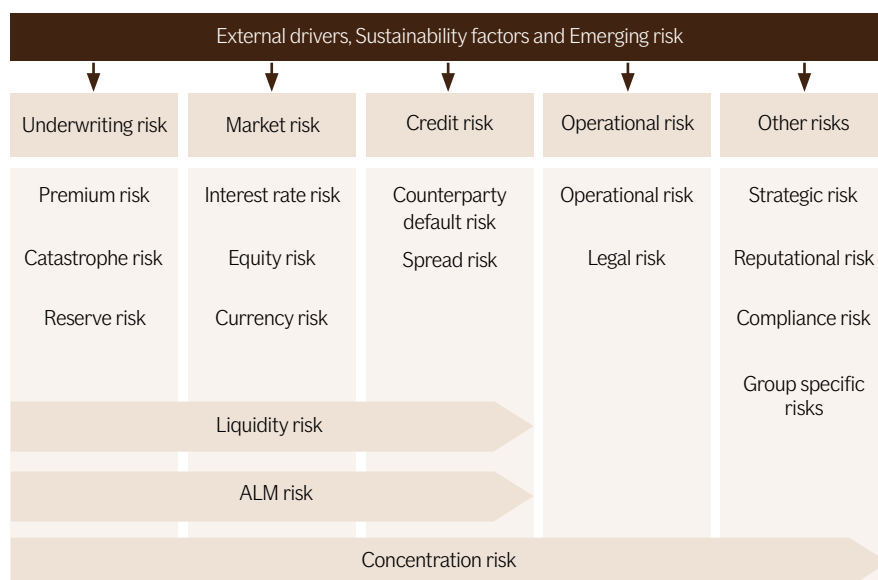 External drivers, Sustainability factors and Emerging risk
Underwriting risk
Market risk
Credit risk
Operational risk
Other risks
Premium risk
Interest rate risk
Counterparty
default risk
Operational risk
Strategic risk
Catastrophe risk
Equity risk
Spread risk
Legal risk
Reputational risk
Reserve risk
Currency risk
Compliance risk
Group specific
risks
Liquidity risk
ALM risk
Concentration risk